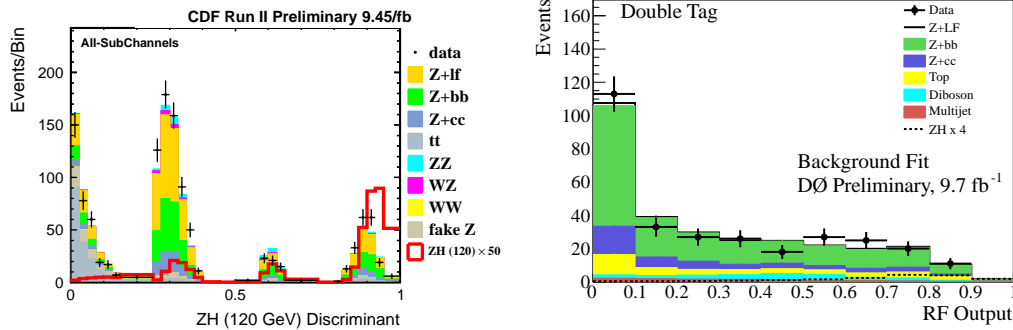 CDF Run II Preliminary 9.45/fb
All-SubChannels
Events/Bin
200
150
100
50
0
0
0.5
1
ZH (120 GeV) Discriminant
data
Z+lf
Z+bb
Z+cc
tt
ZZ
WZ
WW
fake Z
ZH (120) × 50
Double Tag
Events
160
140
120
100
80
60
40
20
0
0 0.1 0.2 0.3 0.4 0.5 0.6 0.7 0.8 0.9 1
RF Output
Data
Z+LF
Z+bb
Z+cc
Top
Diboson
Multijet
ZH x 4
Background Fit
DØ Preliminary, 9.7 fb⁻¹